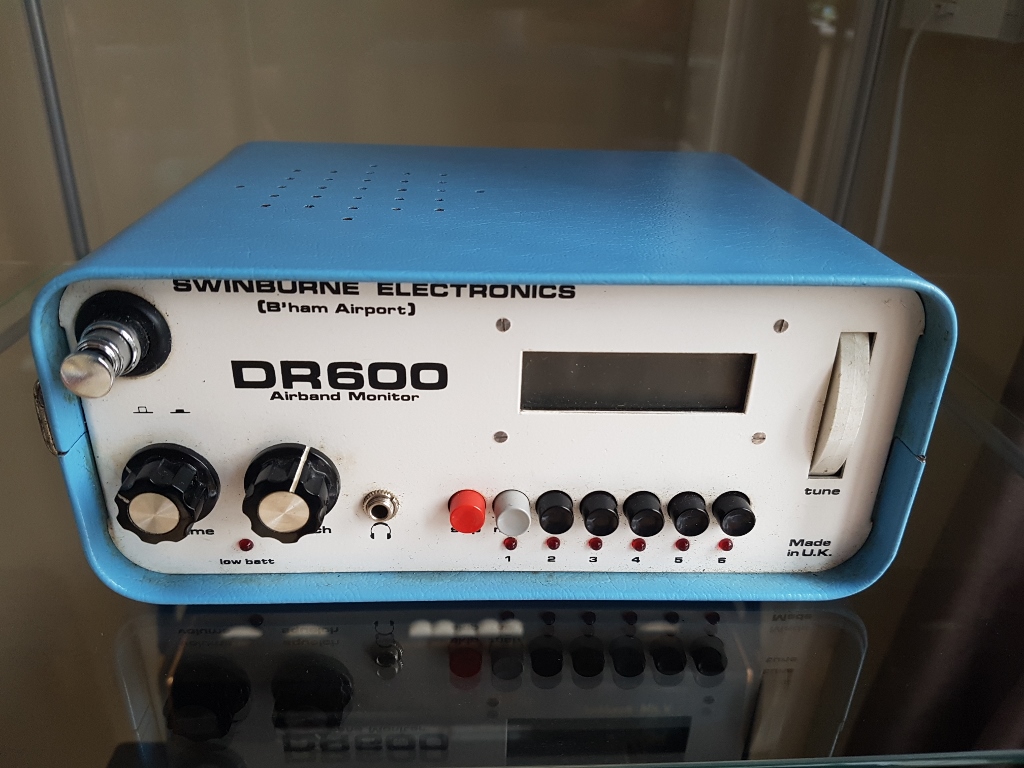 SWINBURNE ELECTRONICS
(B'ham Airport)
DR600
Airband Monitor
tune
low batt
1 2 3 4 5 6
Made
in U.K.